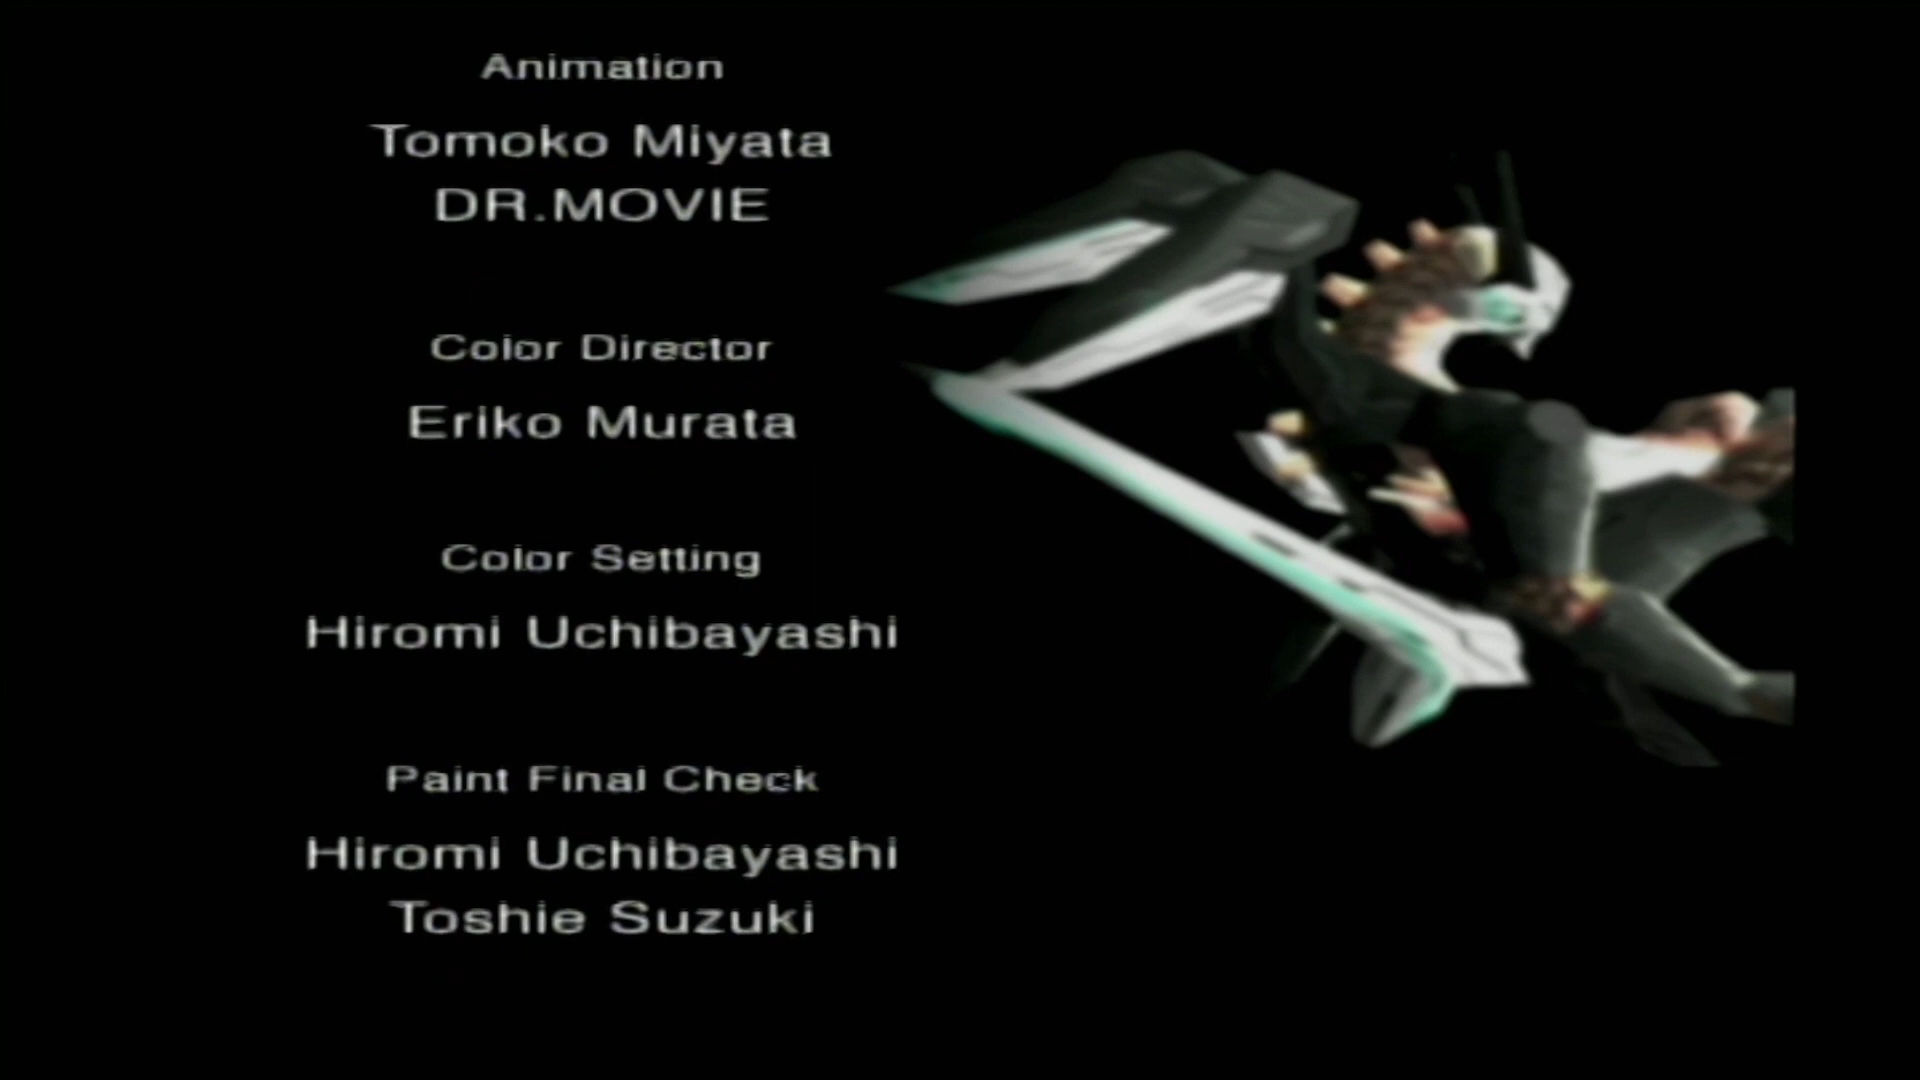 Animation
Tomoko Miyata
DR.MOVIE
Color Director
Eriko Murata
Color Setting
Hiromi Uchibayashi
Paint Final Check
Hiromi Uchibayashi
Toshie Suzuki